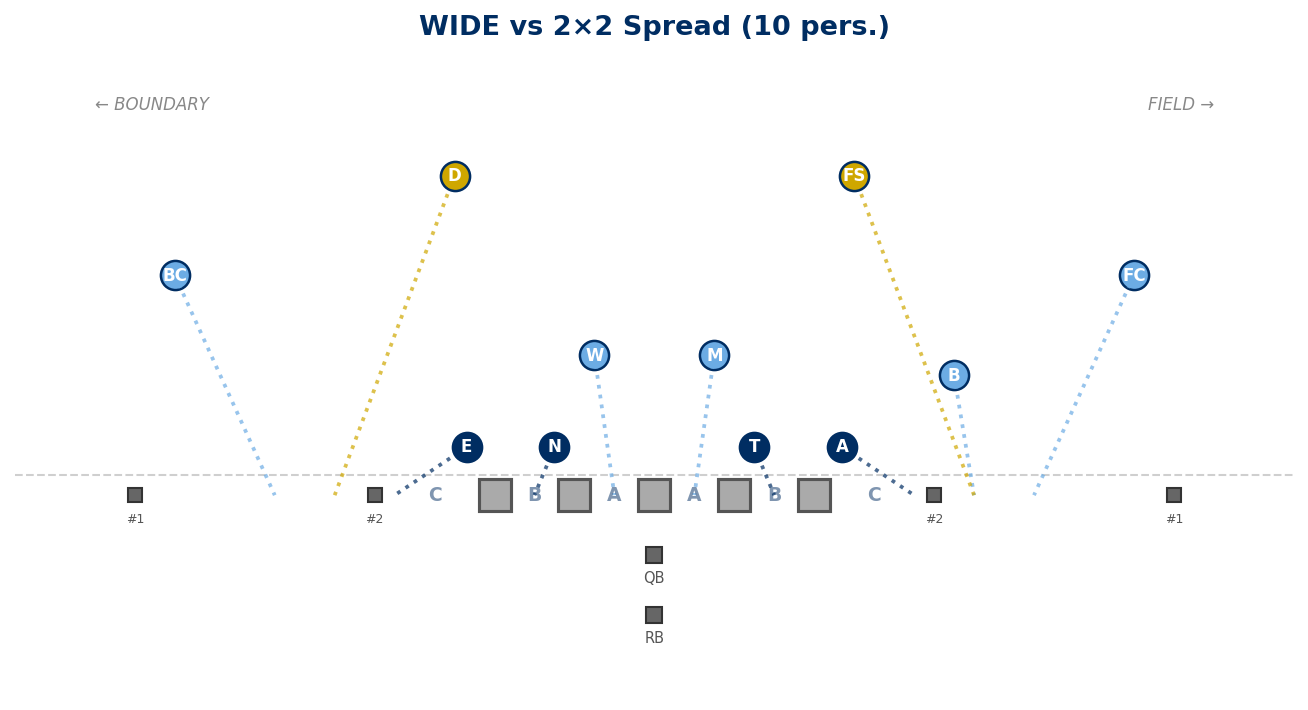 WIDE vs 2×2 Spread (10 pers.)
← BOUNDARY
FIELD →
D
FS
BC
FC
W
M
B
E
N
T
A
C
B
A
A
B
C
#1
#2
#2
#1
QB
RB